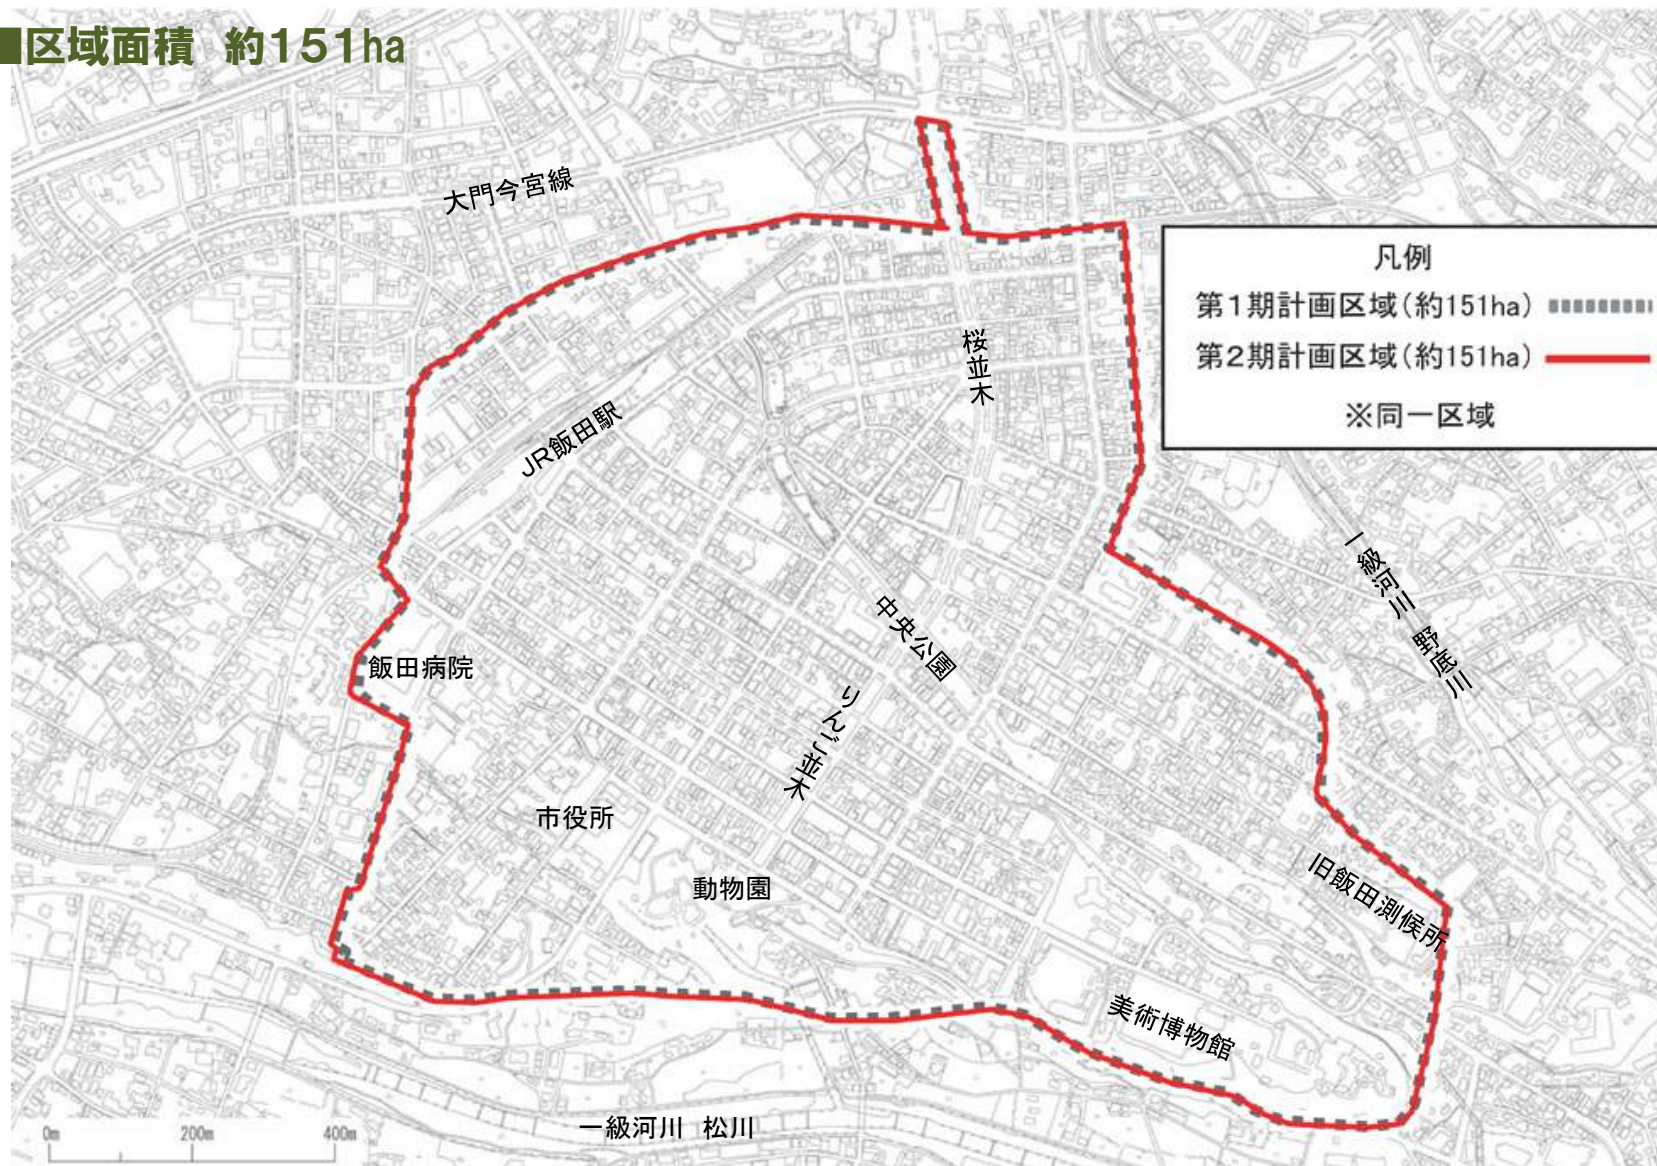 ■区域面積 約151ha
大門今宮線
凡例
第1期計画区域(約151ha)
第2期計画区域(約151ha)
※同一区域
桜並木
JR飯田駅
一級河川 野底川
中央公園
飯田病院
りんご並木
市役所
旧飯田測候所
動物園
美術博物館
一級河川 松川
0m 200m 400m